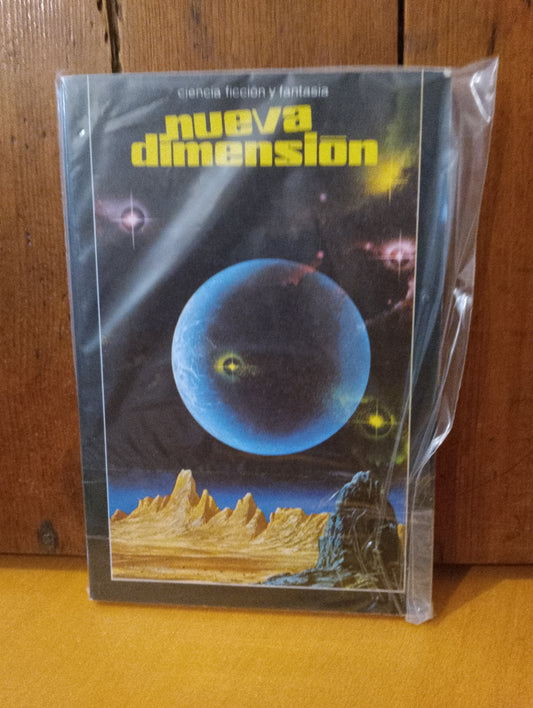 ciencia ficción y fantasía
nueva
dimensión